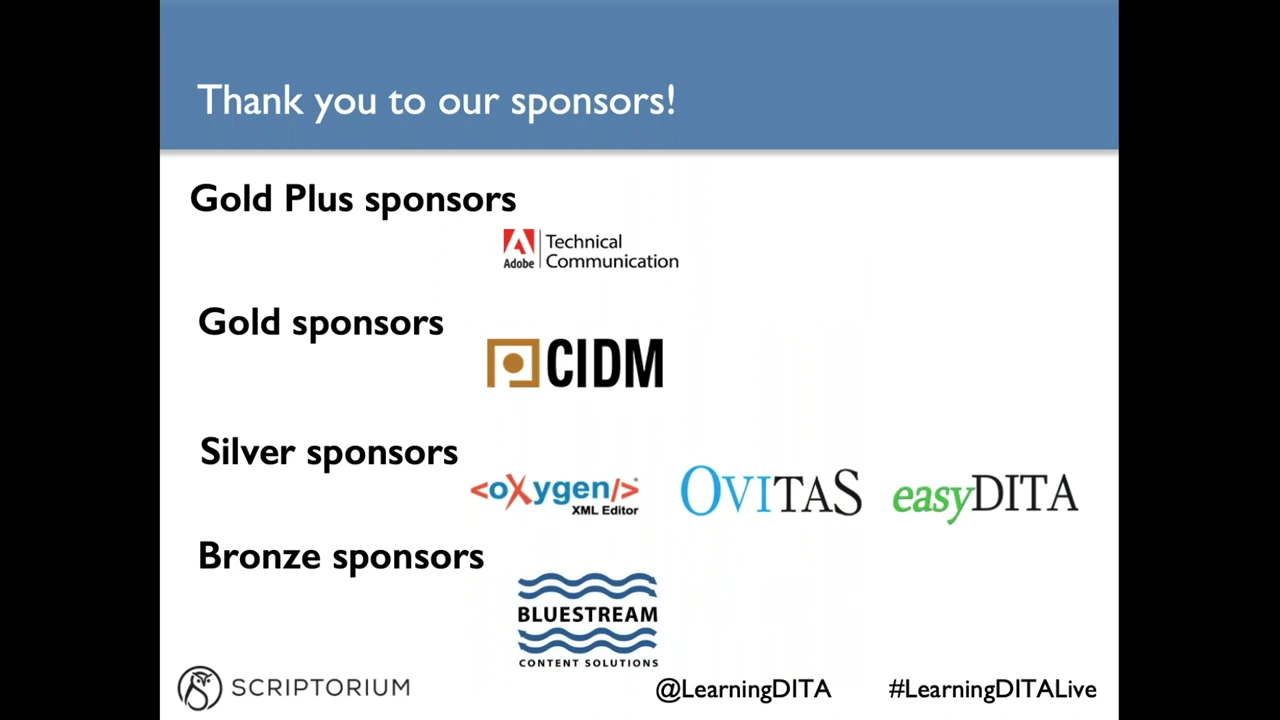 Thank you to our sponsors!
Gold Plus sponsors
Adobe
Technical
Communication
Gold sponsors
CIDM
Silver sponsors
<oXygen/>
XML Editor
OVITAS
easyDITA
Bronze sponsors
BLUESTREAM
CONTENT SOLUTIONS
SCRIPTORIUM
@LearningDITA
#LearningDITALive